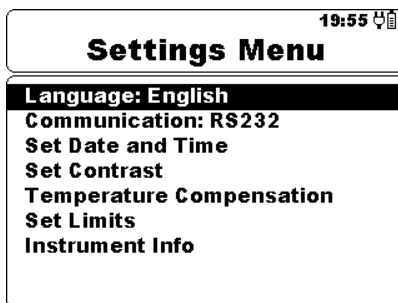 19:55
Settings Menu
Language: English
Communication: RS232
Set Date and Time
Set Contrast
Temperature Compensation
Set Limits
Instrument Info